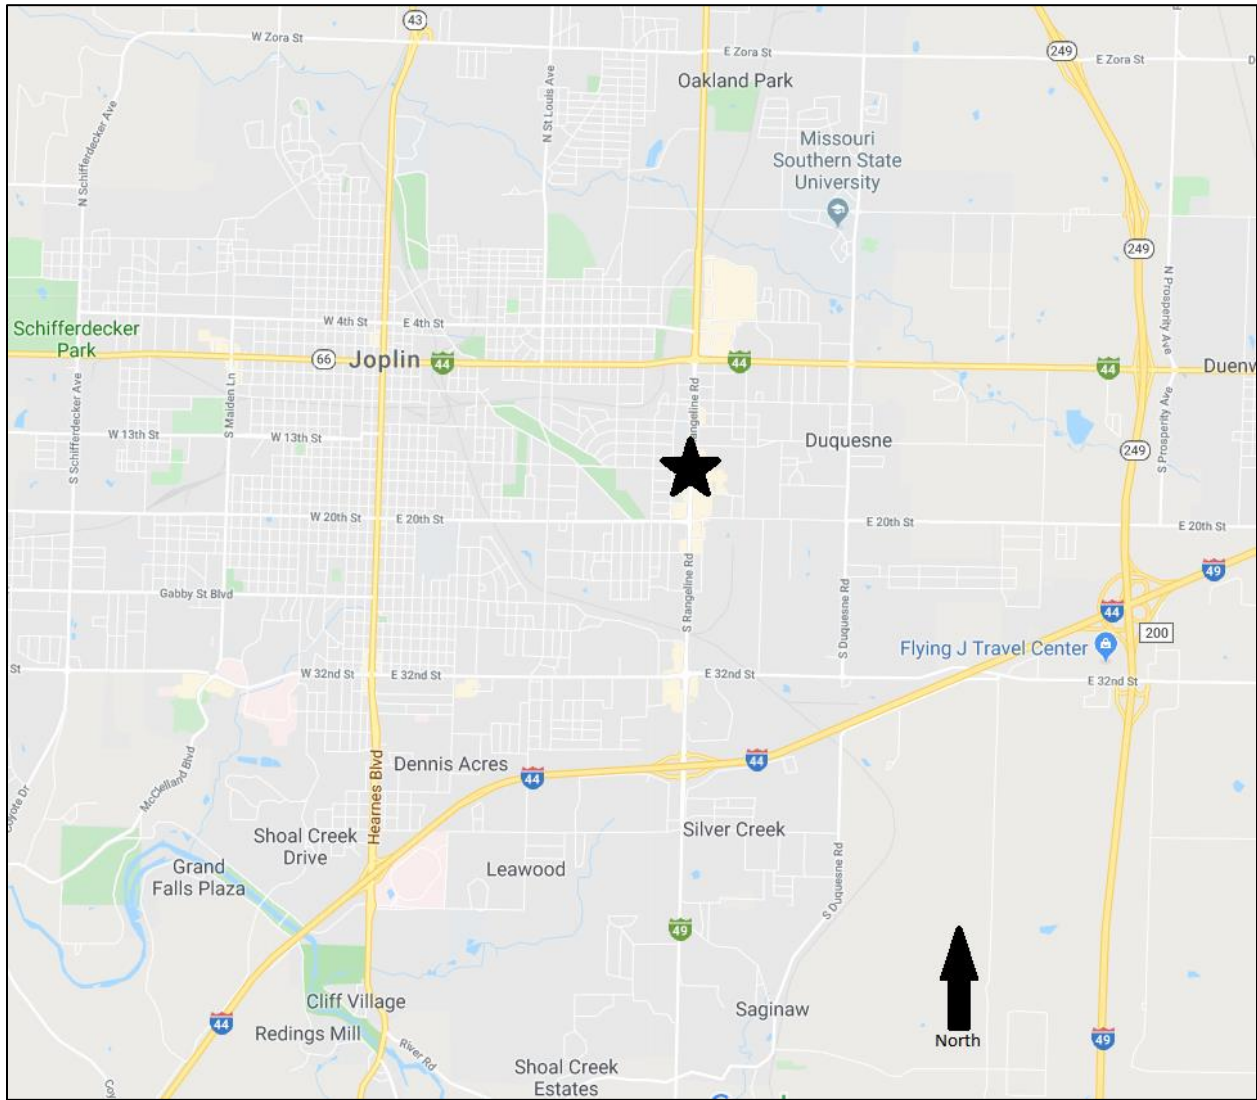 43
W Zora St
E Zora St
249
E Zora St
Oakland Park
N St Louis Ave
N Schifferdecker Ave
Missouri
Southern State
University
249
N Prosperity Ave
W 4th St
E 4th St
Schifferdecker
Park
66
Joplin
44
44
44
Duenw
S Schifferdecker Ave
S Maiden Ln
angeline Rd
S Prosperity Ave
W 13th St
W 13th St
Duquesne
249
W 20th St
E 20th St
E 20th St
E 20th St
S Rangeline Rd
S Duquesne Rd
49
44
200
Gabby St Blvd
Flying J Travel Center
St
W 32nd St
E 32nd St
E 32nd St
E 32nd St
McClelland Blvd
Hearnes Blvd
Dennis Acres
44
44
Coyote Dr
Shoal Creek
Drive
Silver Creek
Grand
Falls Plaza
Leawood
S Duquesne Rd
49
Cliff Village
Redings Mill
44
River Rd
Saginaw
North
49
Shoal Creek
Estates